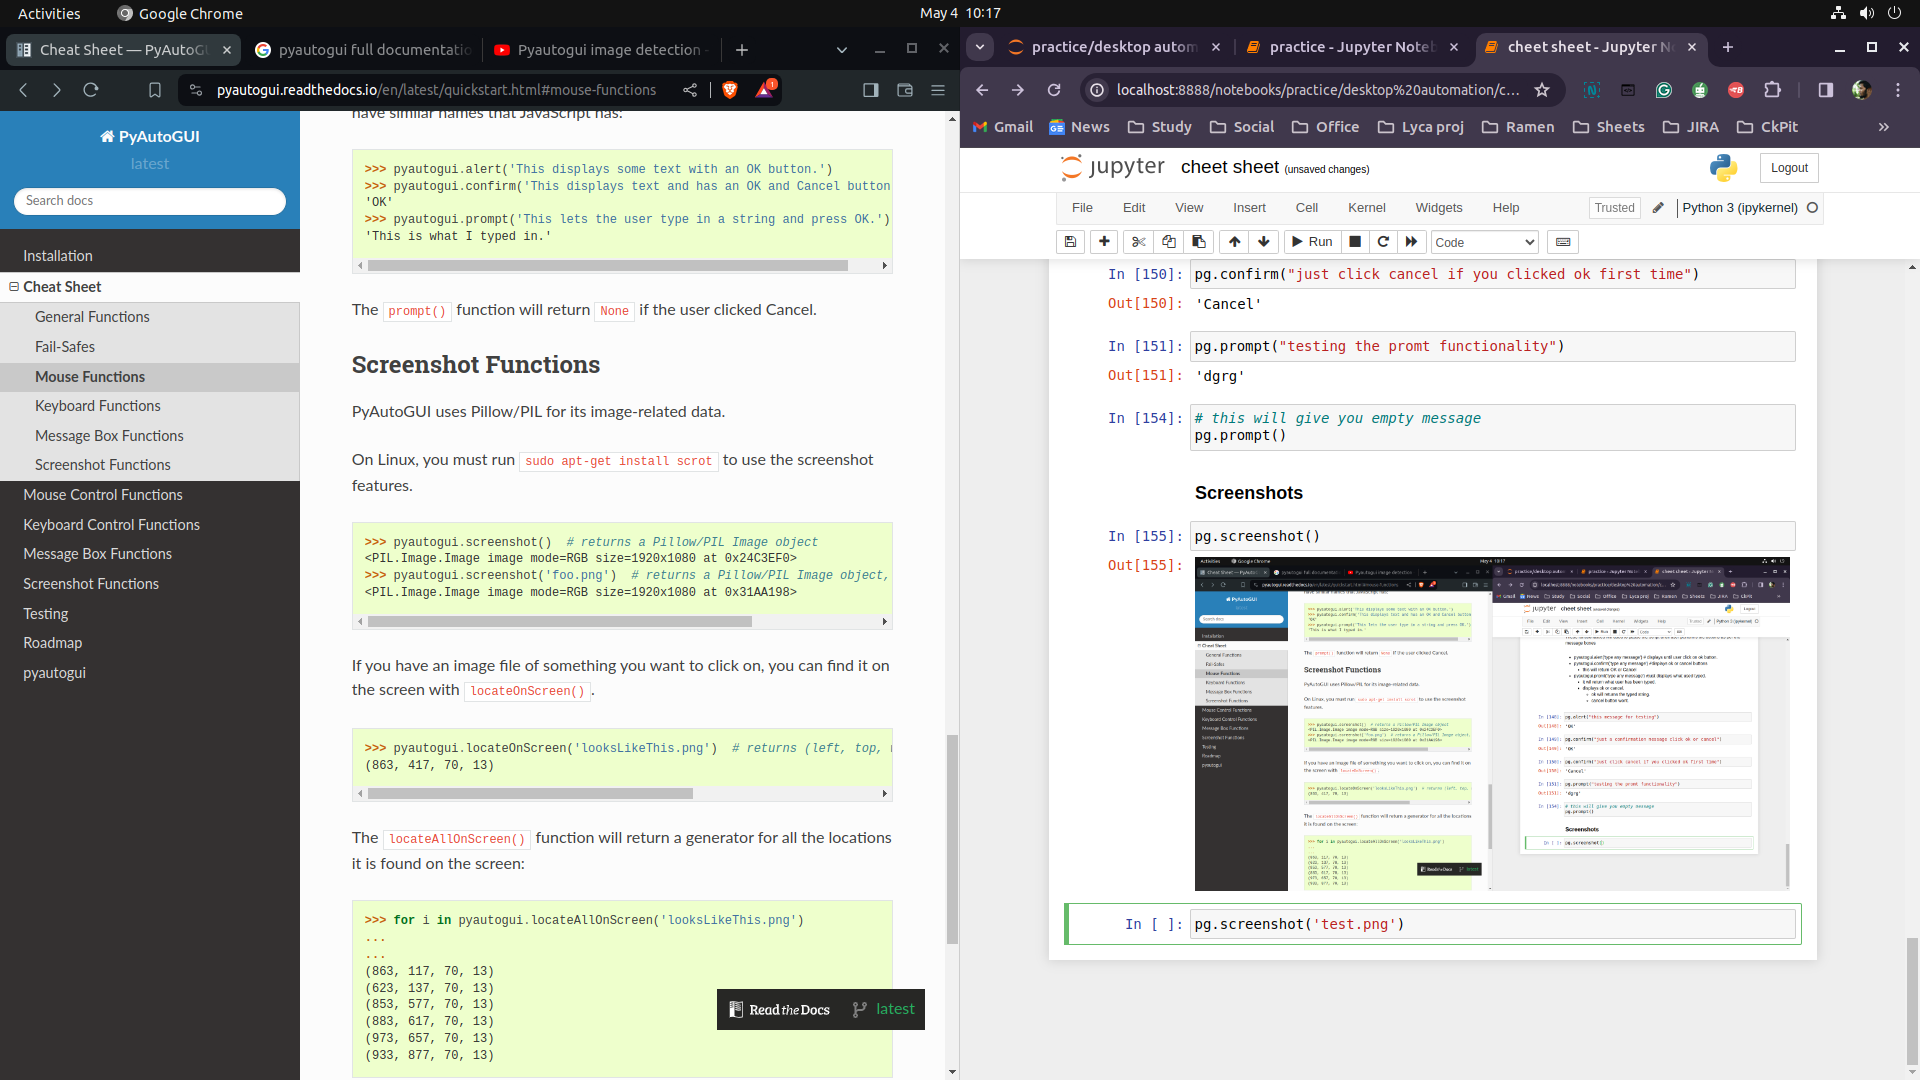 Activities
Google Chrome
May 4 10:17
Cheat Sheet — PyAutoGU
pyautogui full documentatio
Pyautogui image detection -
pyautogui.readthedocs.io/en/latest/quickstart.html#mouse-functions
1
PyAutoGUI
latest
Search docs
Installation
Cheat Sheet
General Functions
Fail-Safes
Mouse Functions
Keyboard Functions
Message Box Functions
Screenshot Functions
Mouse Control Functions
Keyboard Control Functions
Message Box Functions
Screenshot Functions
Testing
Roadmap
pyautogui
have similar names that JavaScript has:
>>> pyautogui.alert('This displays some text with an OK button.')
>>> pyautogui.confirm('This displays text and has an OK and Cancel button
'OK'
>>> pyautogui.prompt('This lets the user type in a string and press OK.')
'This is what I typed in.'
The prompt() function will return None if the user clicked Cancel.
Screenshot Functions
PyAutoGUI uses Pillow/PIL for its image-related data.
On Linux, you must run sudo apt-get install scrot to use the screenshot
features.
>>> pyautogui.screenshot()  # returns a Pillow/PIL Image object
<PIL.Image.Image image mode=RGB size=1920x1080 at 0x24C3EF0>
>>> pyautogui.screenshot('foo.png')  # returns a Pillow/PIL Image object,
<PIL.Image.Image image mode=RGB size=1920x1080 at 0x31AA198>
If you have an image file of something you want to click on, you can find it on
the screen with locateOnScreen().
>>> pyautogui.locateOnScreen('looksLikeThis.png')  # returns (left, top,
(863, 417, 70, 13)
The locateAllOnScreen() function will return a generator for all the locations
it is found on the screen:
>>> for i in pyautogui.locateAllOnScreen('looksLikeThis.png')
...
...
(863, 117, 70, 13)
(623, 137, 70, 13)
(853, 577, 70, 13)
(883, 617, 70, 13)
(973, 657, 70, 13)
(933, 877, 70, 13)
Read the Docs
latest
practice/desktop autom
practice - Jupyter Noteb
cheet sheet - Jupyter No
localhost:8888/notebooks/practice/desktop%20automation/c...
Gmail
News
Study
Social
Office
Lyca proj
Ramen
Sheets
JIRA
CkPit
»
jupyter cheet sheet (unsaved changes)
Logout
File Edit View Insert Cell Kernel Widgets Help
Trusted
Python 3 (ipykernel)
Run
Code
In [150]: pg.confirm("just click cancel if you clicked ok first time")
Out[150]: 'Cancel'
In [151]: pg.prompt("testing the promt functionality")
Out[151]: 'dgrg'
In [154]: # this will give you empty message
pg.prompt()
Screenshots
In [155]: pg.screenshot()
Out[155]:
In [ ]: pg.screenshot('test.png')